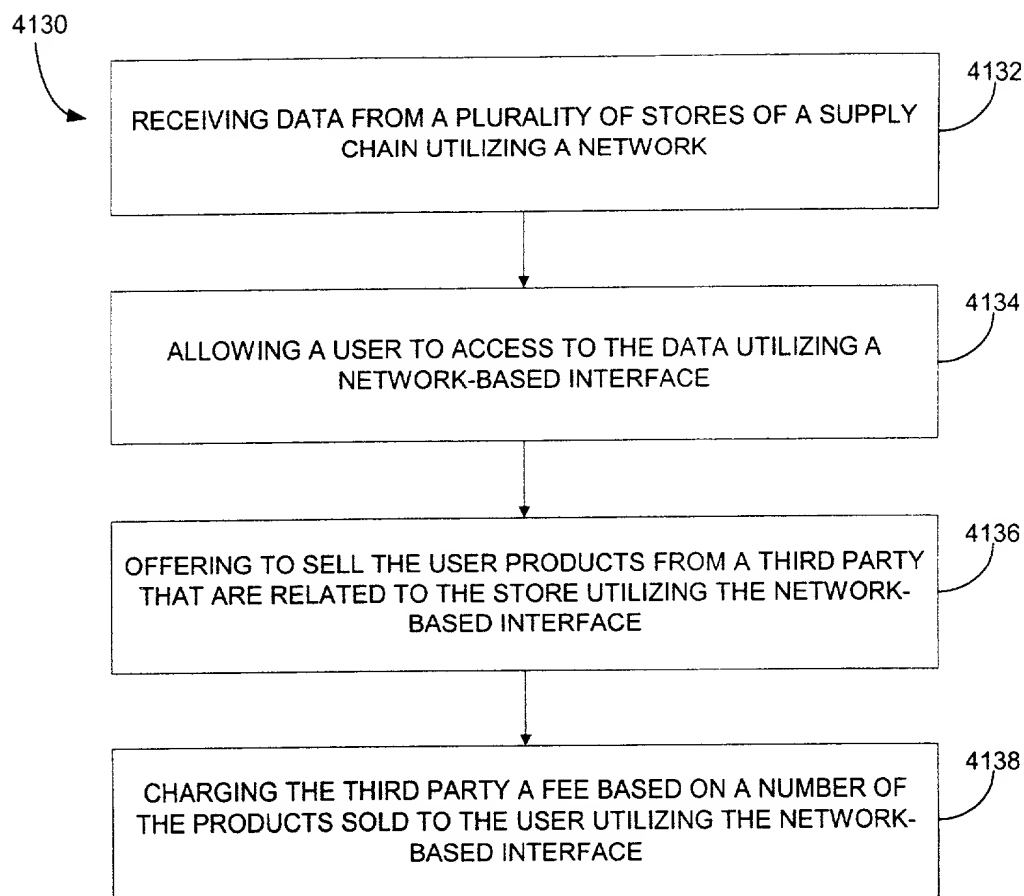 4130
4132
RECEIVING DATA FROM A PLURALITY OF STORES OF A SUPPLY
CHAIN UTILIZING A NETWORK
4134
ALLOWING A USER TO ACCESS TO THE DATA UTILIZING A
NETWORK-BASED INTERFACE
4136
OFFERING TO SELL THE USER PRODUCTS FROM A THIRD PARTY
THAT ARE RELATED TO THE STORE UTILIZING THE NETWORK-
BASED INTERFACE
4138
CHARGING THE THIRD PARTY A FEE BASED ON A NUMBER OF
THE PRODUCTS SOLD TO THE USER UTILIZING THE NETWORK-
BASED INTERFACE